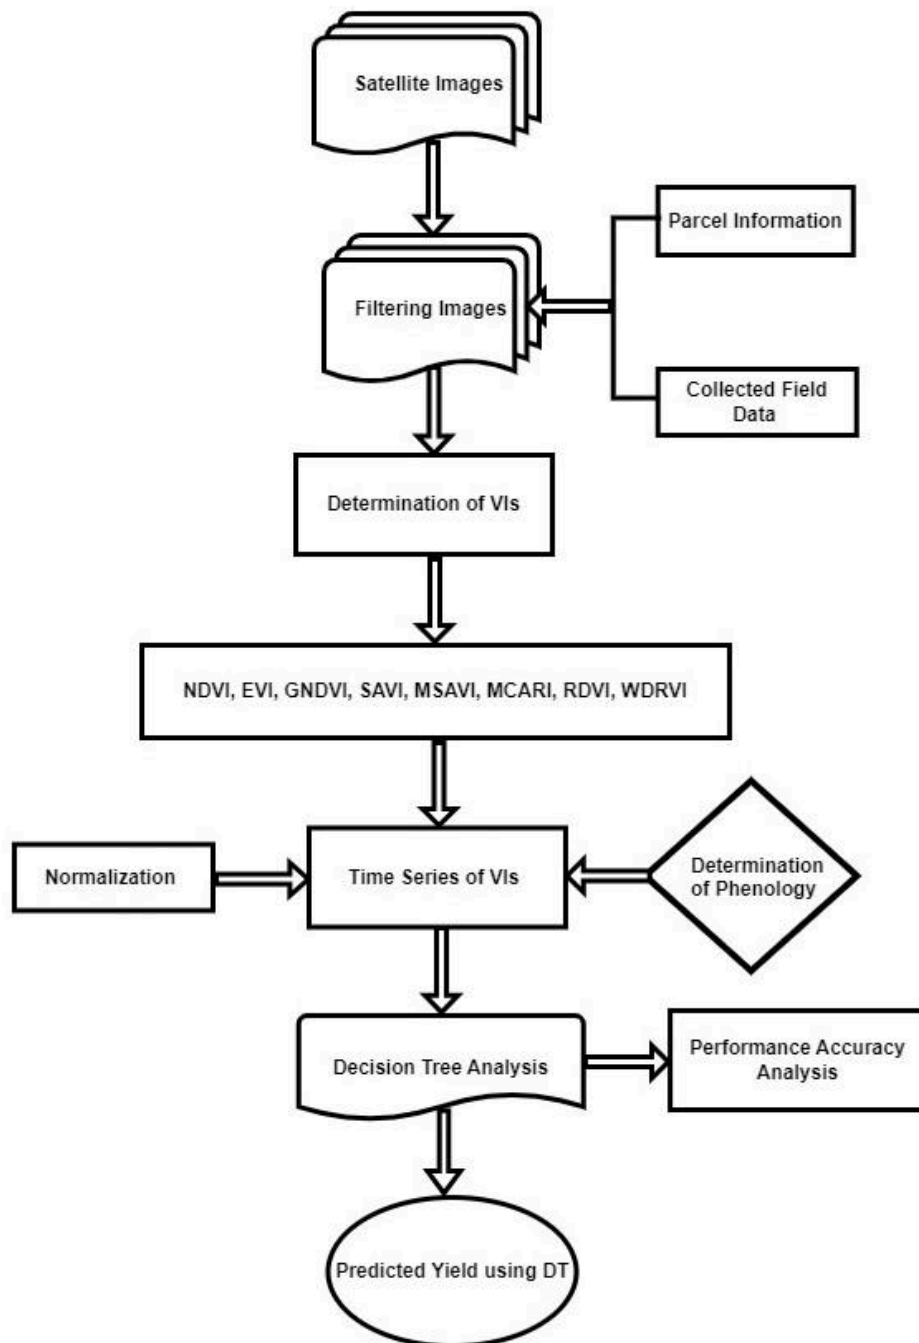 Satellite Images
Parcel Information
Filtering Images
Collected Field
Data
Determination of VIs
NDVI, EVI, GNDVI, SAVI, MSAVI, MCARI, RDVI, WDRVI
Normalization
Time Series of VIs
Determination
of Phenology
Decision Tree Analysis
Performance Accuracy
Analysis
Predicted Yield using DT